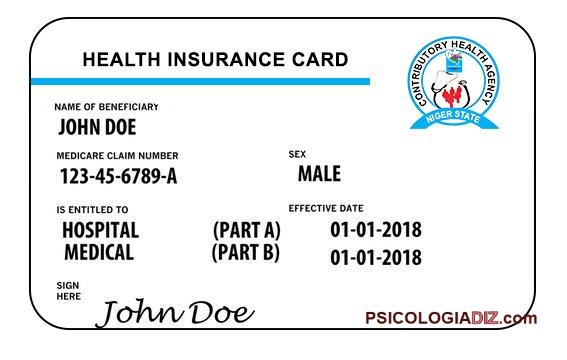 HEALTH INSURANCE CARD
CONTRIBUTORY HEALTH AGENCY
NIGER STATE
NAME OF BENEFICIARY
JOHN DOE
MEDICARE CLAIM NUMBER
SEX
123-45-6789-A
MALE
IS ENTITLED TO
EFFECTIVE DATE
HOSPITAL (PART A) 01-01-2018
MEDICAL (PART B) 01-01-2018
SIGN
HERE
John Doe
PSICOLOGIADIZ.com